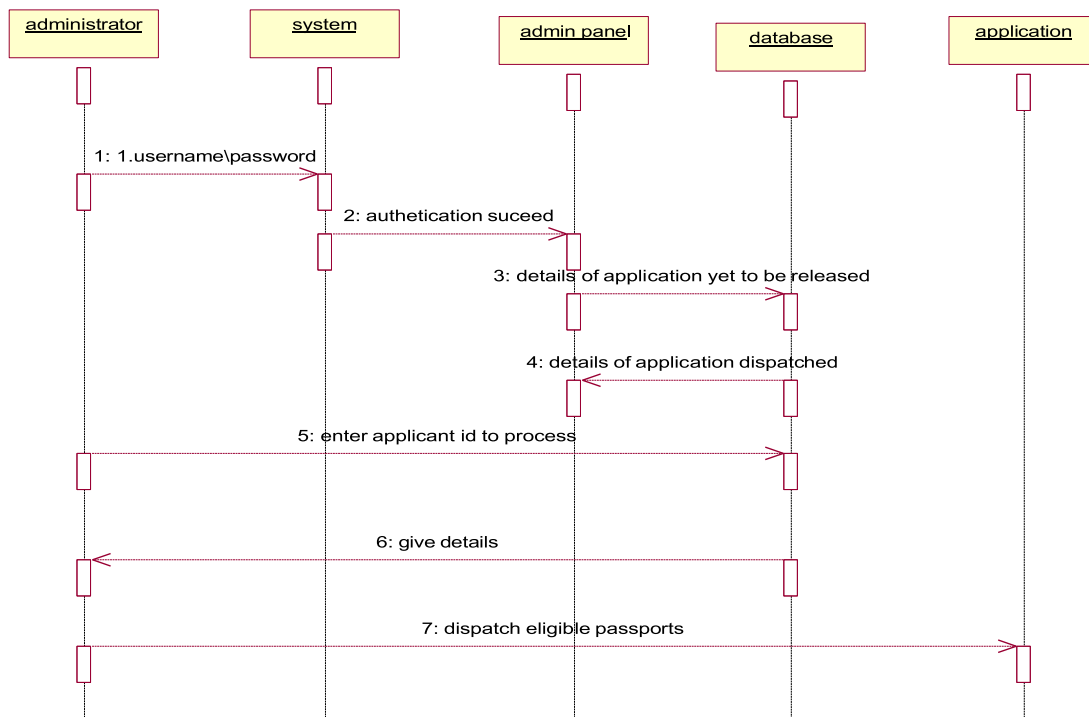 administrator
system
admin panel
database
application
1: 1.username\password
2: authetication suceed
3: details of application yet to be released
4: details of application dispatched
5: enter applicant id to process
6: give details
7: dispatch eligible passports